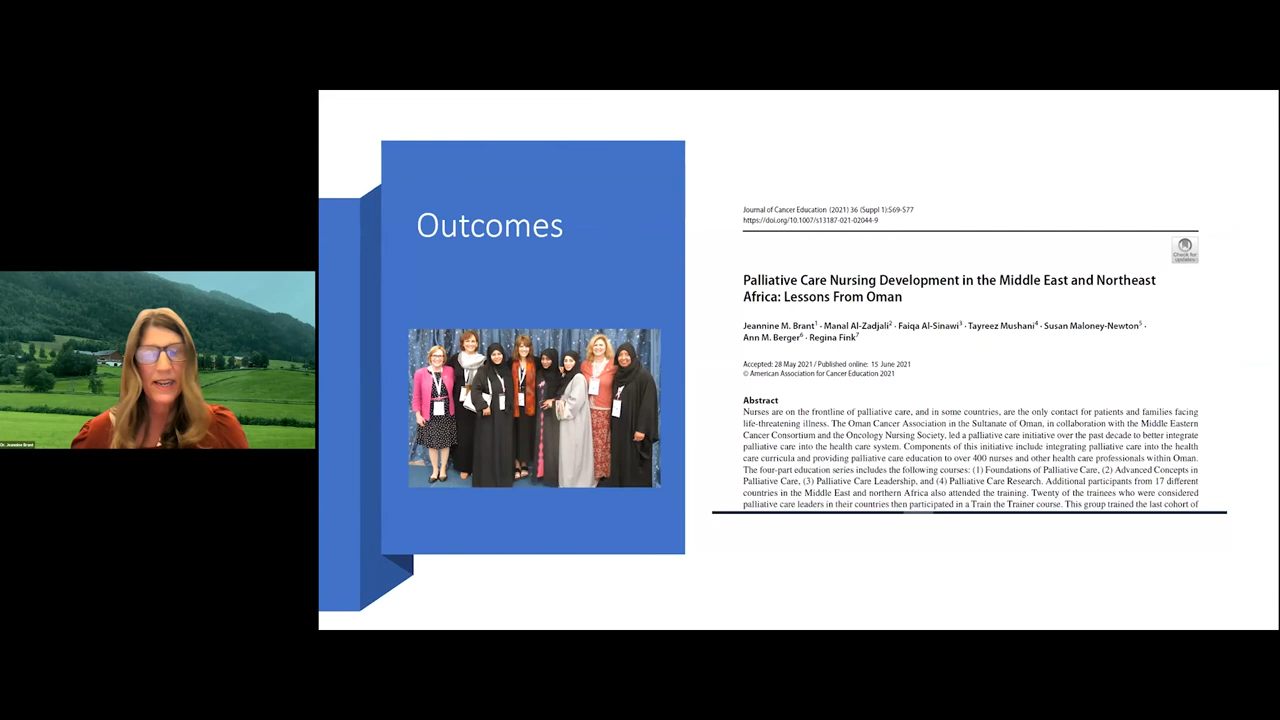 Outcomes
Journal of Cancer Education (2021) 36 (Suppl 1):S69–S77
https://doi.org/10.1007/s13187-021-02044-9
Check for
updates
Palliative Care Nursing Development in the Middle East and Northeast
Africa: Lessons From Oman
Jeannine M. Brant1 · Manal Al-Zadjali2 · Faiqa Al-Sinawi3 · Tayreez Mushani4 · Susan Maloney-Newton5 ·
Ann M. Berger6 · Regina Fink7
Accepted: 28 May 2021 / Published online: 15 June 2021
© American Association for Cancer Education 2021
Abstract
Nurses are on the frontline of palliative care, and in some countries, are the only contact for patients and families facing
life-threatening illness. The Oman Cancer Association in the Sultanate of Oman, in collaboration with the Middle Eastern
Cancer Consortium and the Oncology Nursing Society, led a palliative care initiative over the past decade to better integrate
palliative care into the health care system. Components of this initiative include integrating palliative care into the health
care curricula and providing palliative care education to over 400 nurses and other health care professionals within Oman.
The four-part education series includes the following courses: (1) Foundations of Palliative Care, (2) Advanced Concepts in
Palliative Care, (3) Palliative Care Leadership, and (4) Palliative Care Research. Additional participants from 17 different
countries in the Middle East and northern Africa also attended the training. Twenty of the trainees who were considered
palliative care leaders in their countries then participated in a Train the Trainer course. This group trained the last cohort of
Dr. Jeannine Brant